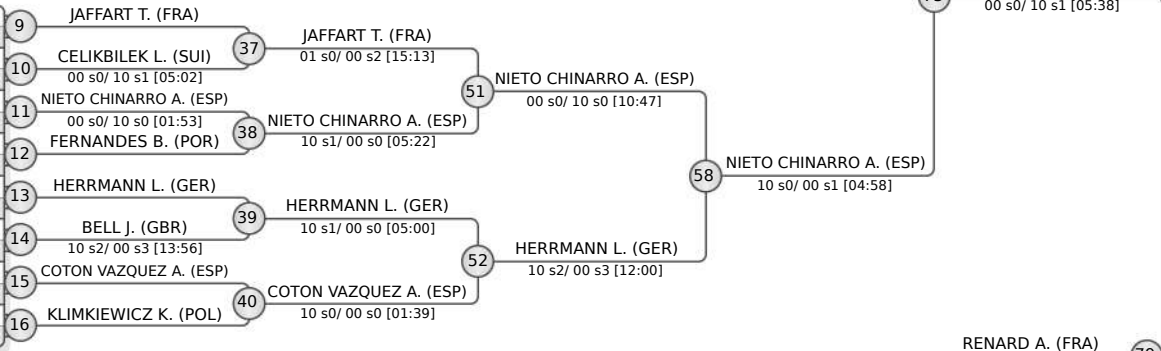 00 s0/ 10 s1 [05:38]
9
JAFFART T. (FRA)
37
JAFFART T. (FRA)
01 s0/ 00 s2 [15:13]
10
CELIKBILEK L. (SUI)
00 s0/ 10 s1 [05:02]
51
NIETO CHINARRO A. (ESP)
00 s0/ 10 s0 [10:47]
11
NIETO CHINARRO A. (ESP)
00 s0/ 10 s0 [01:53]
38
NIETO CHINARRO A. (ESP)
10 s1/ 00 s0 [05:22]
12
FERNANDES B. (POR)
58
NIETO CHINARRO A. (ESP)
10 s0/ 00 s1 [04:58]
13
HERRMANN L. (GER)
39
HERRMANN L. (GER)
10 s1/ 00 s0 [05:00]
14
BELL J. (GBR)
10 s2/ 00 s3 [13:56]
52
HERRMANN L. (GER)
10 s2/ 00 s3 [12:00]
15
COTON VAZQUEZ A. (ESP)
40
COTON VAZQUEZ A. (ESP)
10 s0/ 00 s0 [01:39]
16
KLIMKIEWICZ K. (POL)
RENARD A. (FRA)